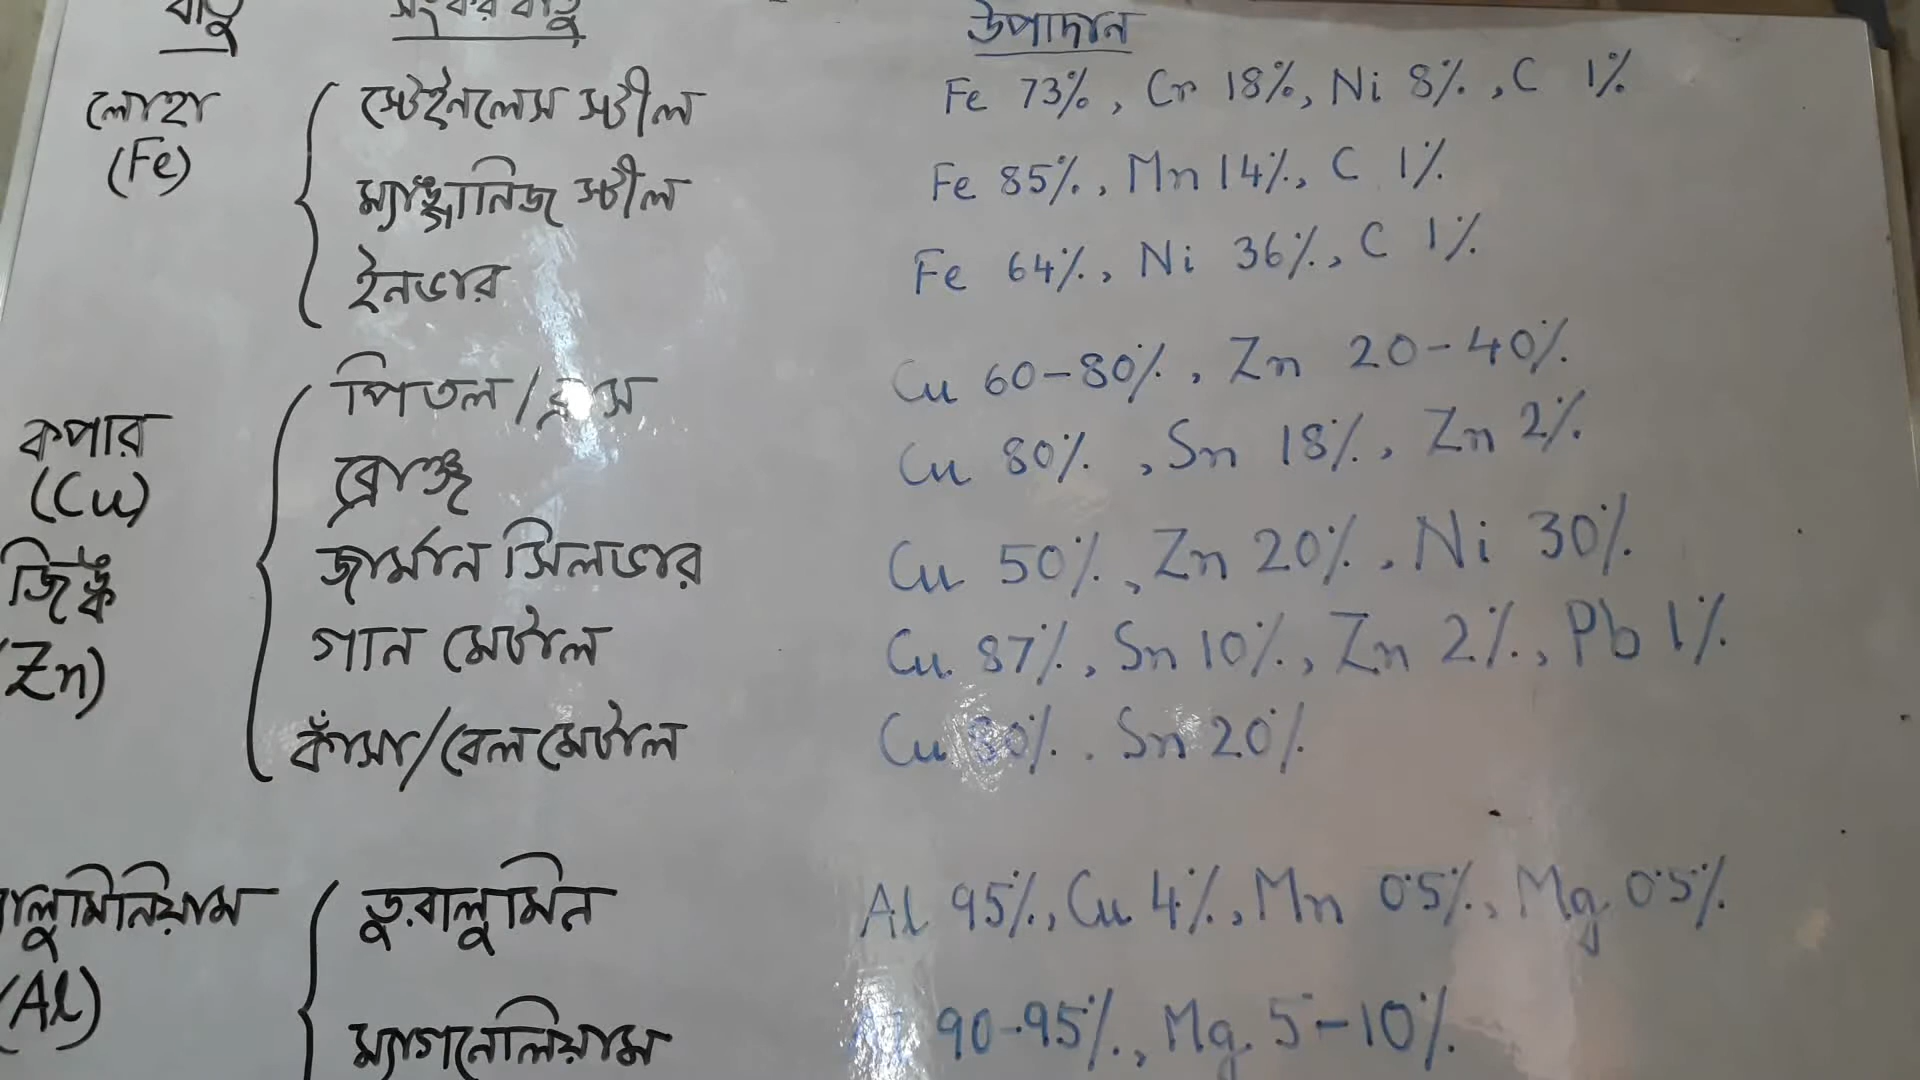 ধাতু সংকর ধাতু উপাদান
লোহা স্টেইনলেস স্টীল Fe 73%, Cr 18%, Ni 8%, C 1%
(Fe) ম্যাঙ্গানিজ স্টীল Fe 85%, Mn 14%, C 1%
ইনভার Fe 64%, Ni 36%, C 1%
পিতল/ব্রাস Cu 60-80%, Zn 20-40%
কপার ব্রোঞ্জ Cu 80%, Sn 18%, Zn 2%
(Cu)
জিঙ্ক জার্মান সিলভার Cu 50%, Zn 20%, Ni 30%
(Zn) গান মেটাল Cu 87%, Sn 10%, Zn 2%, Pb 1%
কাঁসা/বেল মেটাল Cu 80%. Sn 20%
ালুমিনিয়াম ডুরালুমিন Al 95%, Cu 4%, Mn 0.5%, Mg 0.5%
(Al)
ম্যাগনেলিয়াম Al 90-95%, Mg 5-10%